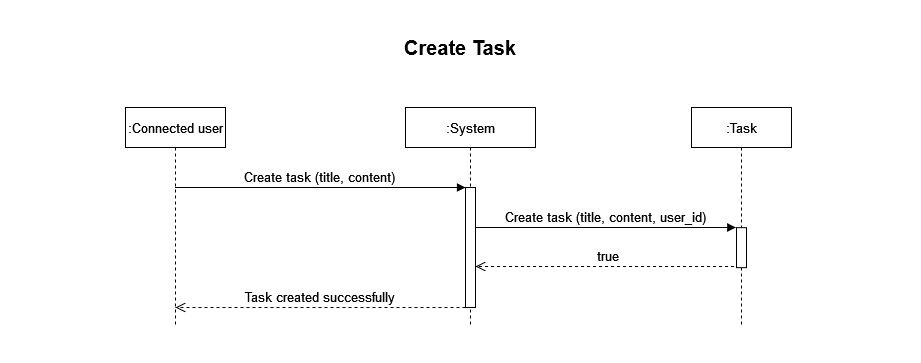 Create Task
:Connected user
:System
:Task
Create task (title, content)
Create task (title, content, user_id)
true
Task created successfully